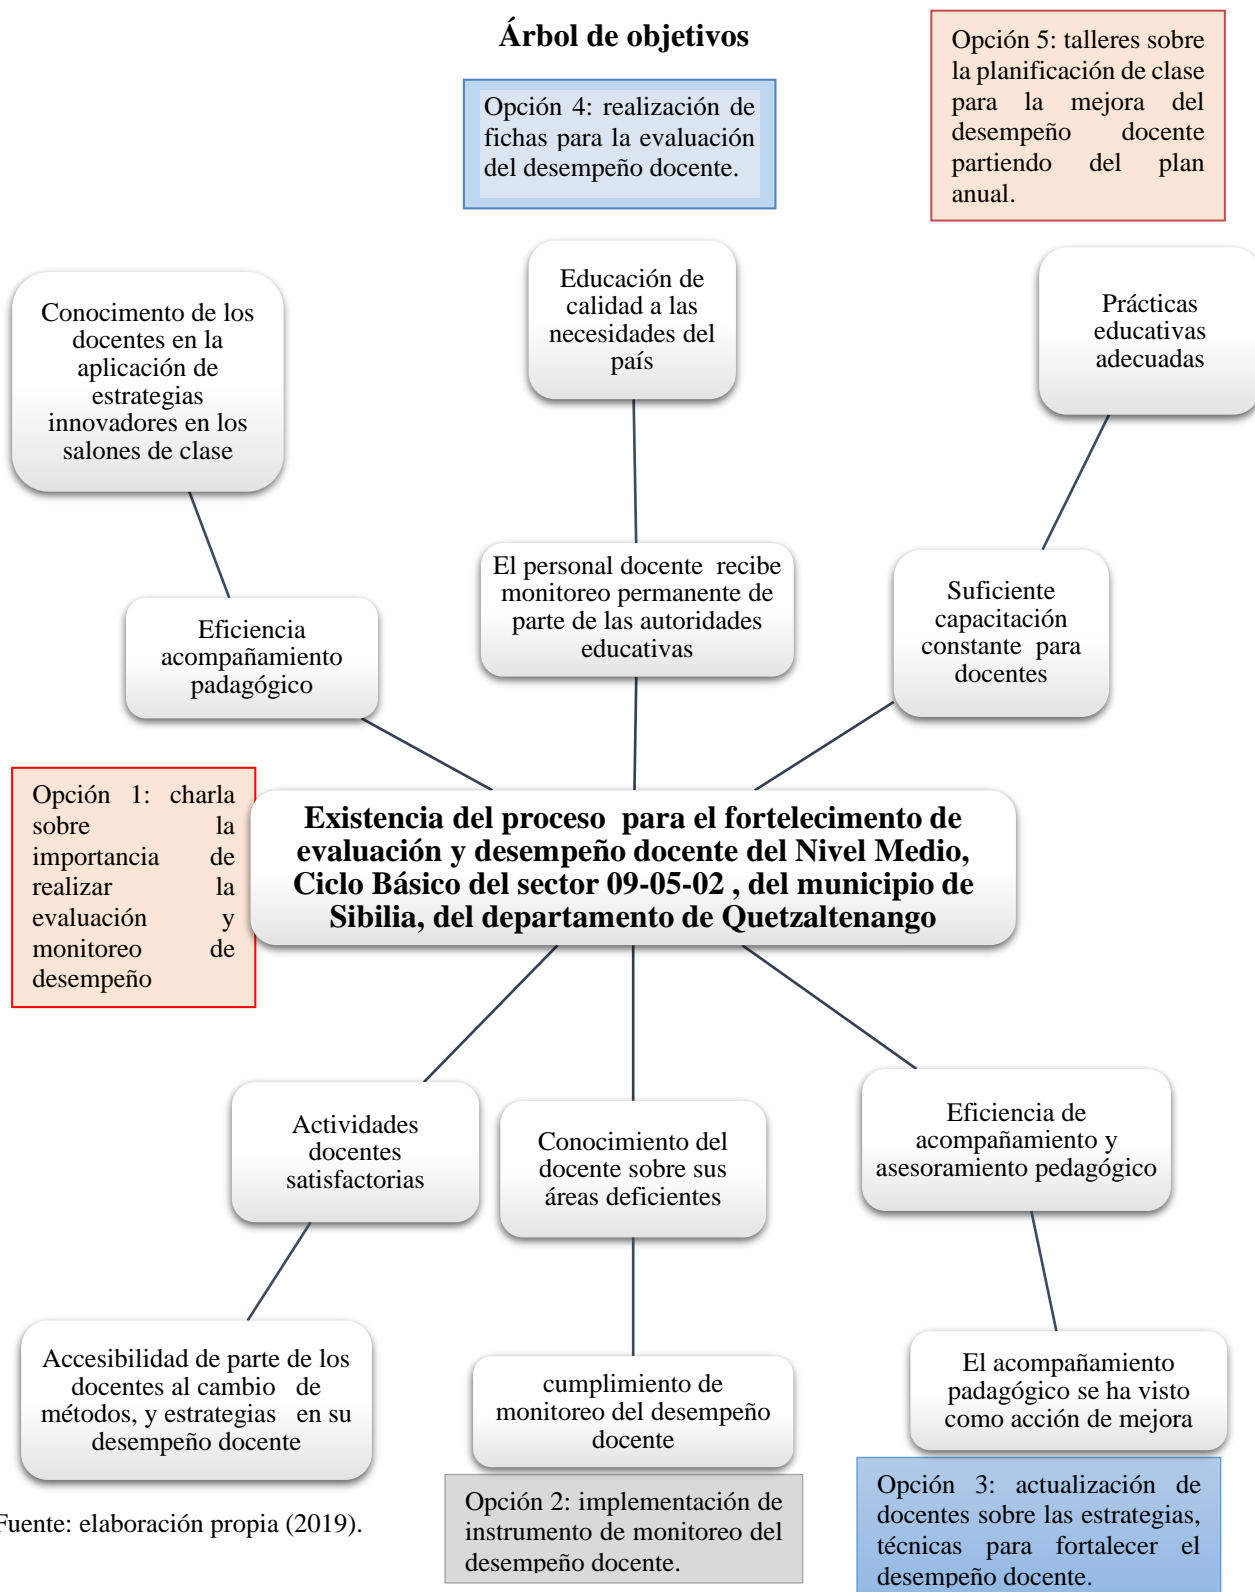 Árbol de objetivos
Opción 5: talleres sobre
la planificación de clase
para la mejora del
desempeño docente
partiendo del plan
anual.
Opción 4: realización de
fichas para la evaluación
del desempeño docente.
Conocimento de los
docentes en la
aplicación de
estrategias
innovadores en los
salones de clase
Educación de
calidad a las
necesidades del
país
Prácticas
educativas
adecuadas
Eficiencia
acompañamiento
padagógico
El personal docente recibe
monitoreo permanente de
parte de las autoridades
educativas
Suficiente
capacitación
constante para
docentes
Opción 1: charla
sobre la
importancia de
realizar la
evaluación y
monitoreo de
desempeño
Existencia del proceso para el fortelecimento de
evaluación y desempeño docente del Nivel Medio,
Ciclo Básico del sector 09-05-02 , del municipio de
Sibilia, del departamento de Quetzaltenango
Actividades
docentes
satisfactorias
Conocimiento del
docente sobre sus
áreas deficientes
Eficiencia de
acompañamiento y
asesoramiento pedagógico
Accesibilidad de parte de los
docentes al cambio de
métodos, y estrategias en su
desempeño docente
cumplimiento de
monitoreo del desempeño
docente
El acompañamiento
padagógico se ha visto
como acción de mejora
Opción 2: implementación de
instrumento de monitoreo del
desempeño docente.
Opción 3: actualización de
docentes sobre las estrategias,
técnicas para fortalecer el
desempeño docente.
Fuente: elaboración propia (2019).